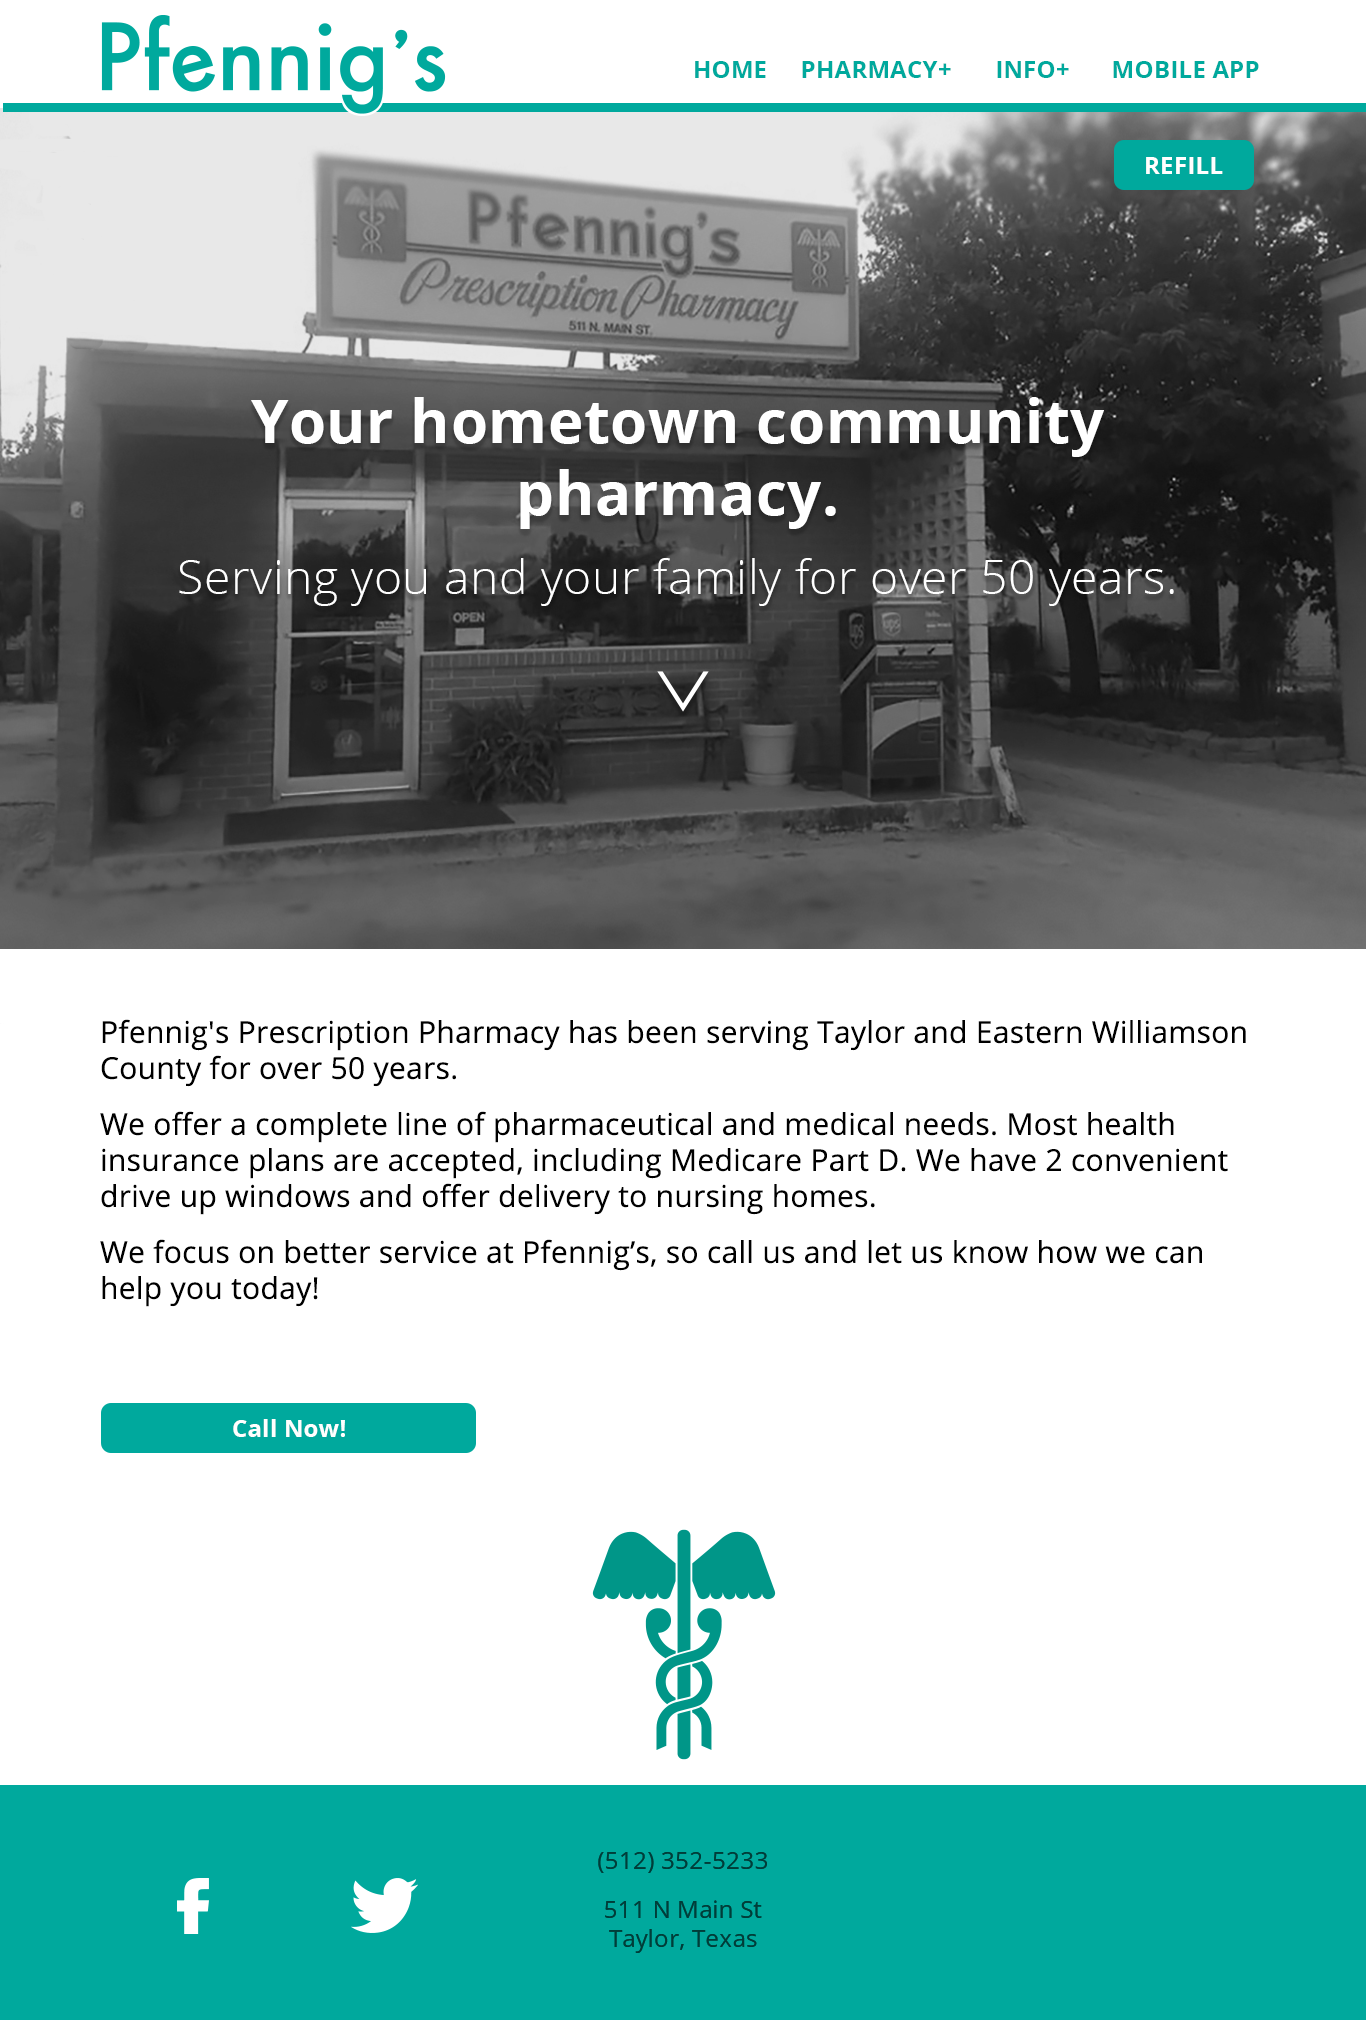 Pfennig's
HOME PHARMACY+ INFO+ MOBILE APP
REFILL
Pfennig's
Prescription Pharmacy
511 N. MAIN ST.
Your hometown community
pharmacy.
Serving you and your family for over 50 years.
OPEN
ups
ups
Pfennig's Prescription Pharmacy has been serving Taylor and Eastern Williamson
County for over 50 years.
We offer a complete line of pharmaceutical and medical needs. Most health
insurance plans are accepted, including Medicare Part D. We have 2 convenient
drive up windows and offer delivery to nursing homes.
We focus on better service at Pfennig’s, so call us and let us know how we can
help you today!
Call Now!
(512) 352-5233
511 N Main St
Taylor, Texas